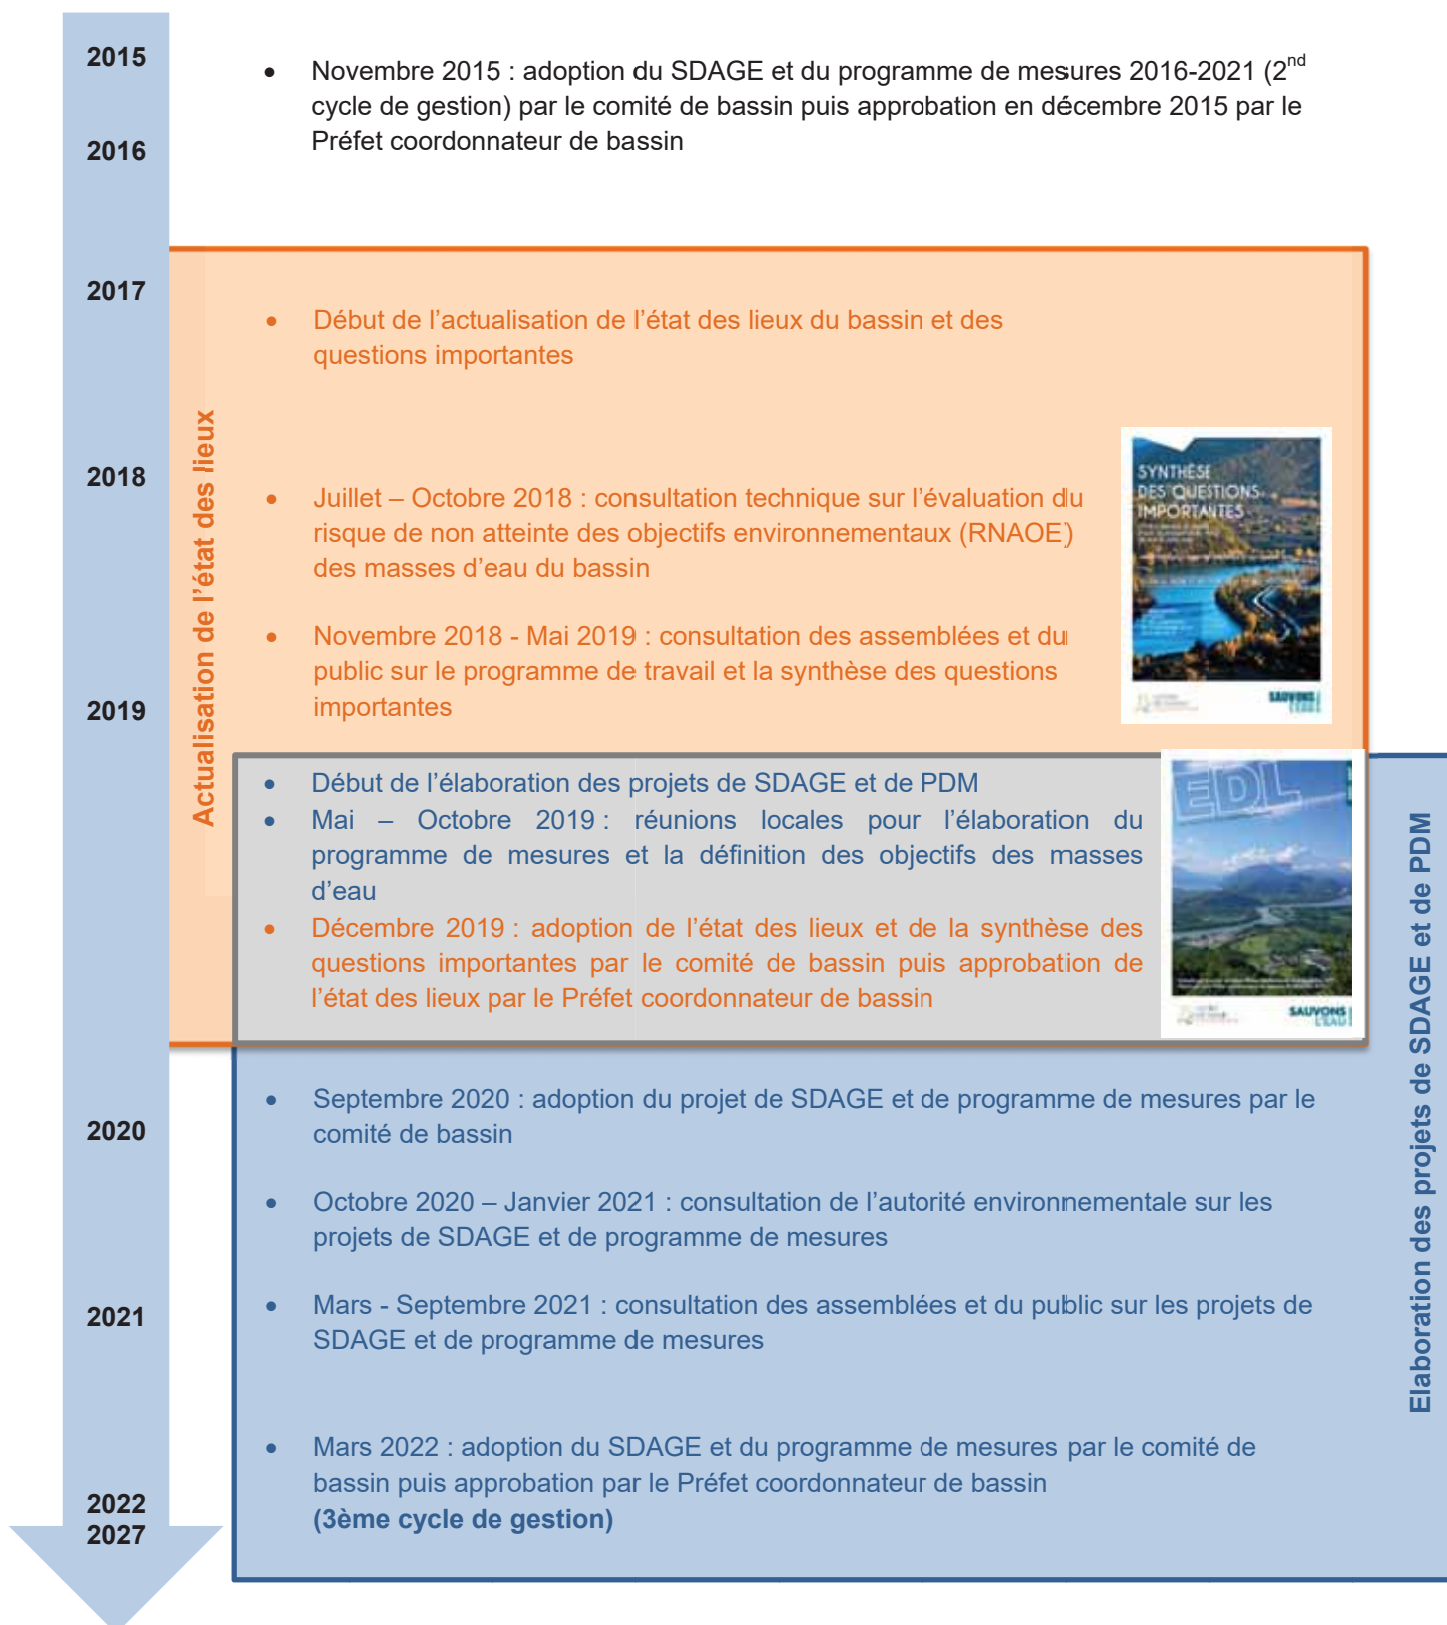 2015
• Novembre 2015 : adoption du SDAGE et du programme de mesures 2016-2021 (2nd
cycle de gestion) par le comité de bassin puis approbation en décembre 2015 par le
Préfet coordonnateur de bassin
2016
2017
Actualisation de l’état des lieux
• Début de l’actualisation de l’état des lieux du bassin et des
questions importantes
2018
• Juillet – Octobre 2018 : consultation technique sur l’évaluation du
risque de non atteinte des objectifs environnementaux (RNAOE)
des masses d’eau du bassin
• Novembre 2018 - Mai 2019 : consultation des assemblées et du
public sur le programme de travail et la synthèse des questions
importantes
SYNTHÈSE
DES QUESTIONS
IMPORTANTES
SAUVONS
L'EAU
2019
• Début de l’élaboration des projets de SDAGE et de PDM
• Mai – Octobre 2019 : réunions locales pour l’élaboration du
programme de mesures et la définition des objectifs des masses
d’eau
• Décembre 2019 : adoption de l’état des lieux et de la synthèse des
questions importantes par le comité de bassin puis approbation de
l’état des lieux par le Préfet coordonnateur de bassin
EDL
SAUVONS
L'EAU
Elaboration des projets de SDAGE et de PDM
• Septembre 2020 : adoption du projet de SDAGE et de programme de mesures par le
comité de bassin
2020
• Octobre 2020 – Janvier 2021 : consultation de l’autorité environnementale sur les
projets de SDAGE et de programme de mesures
2021
• Mars - Septembre 2021 : consultation des assemblées et du public sur les projets de
SDAGE et de programme de mesures
• Mars 2022 : adoption du SDAGE et du programme de mesures par le comité de
bassin puis approbation par le Préfet coordonnateur de bassin
(3ème cycle de gestion)
2022
2027